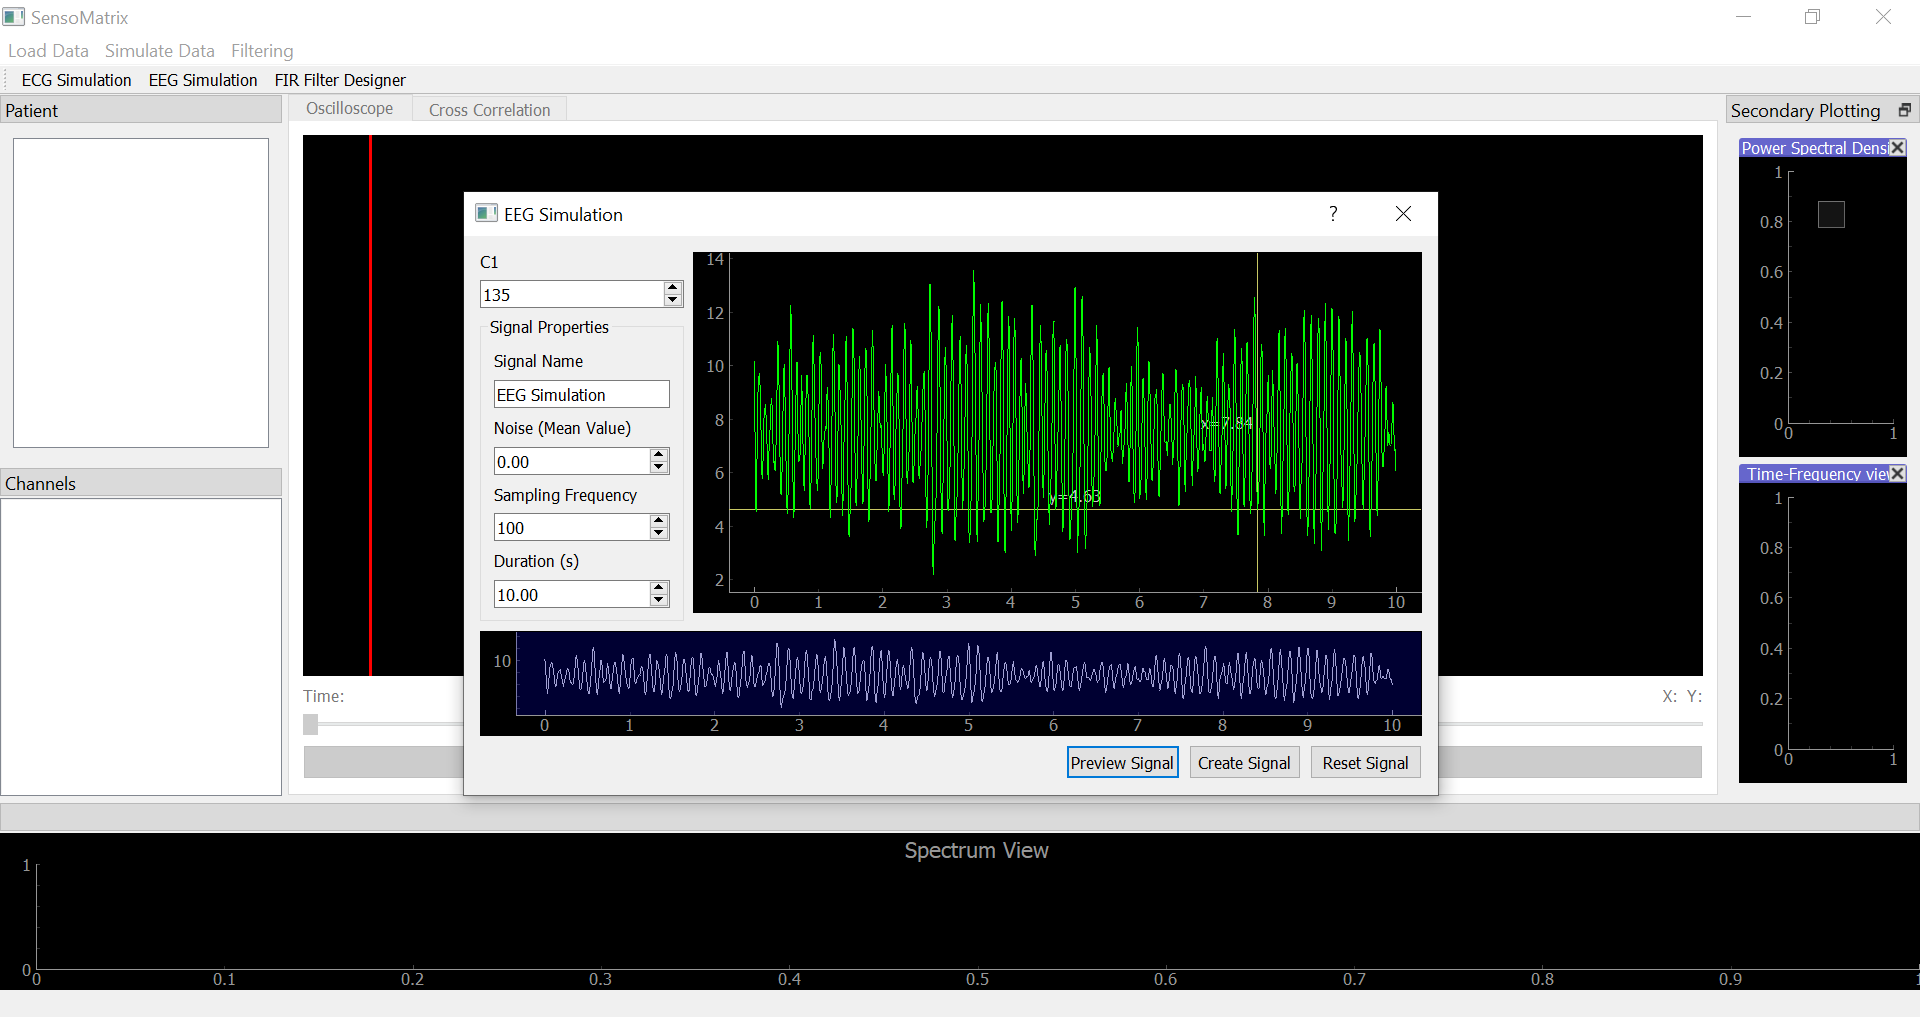 SensoMatrix
Load Data Simulate Data Filtering
ECG Simulation EEG Simulation FIR Filter Designer
Patient
Oscilloscope Cross Correlation
Secondary Plotting
Power Spectral Densi
1
0.8
0.6
0.4
0.2
0
0 1
EEG Simulation
?
C1
135
Signal Properties
Signal Name
EEG Simulation
Noise (Mean Value)
0.00
Sampling Frequency
100
Duration (s)
10.00
14
12
10
8
6
4
2
x=7.84
y=4.63
0 1 2 3 4 5 6 7 8 9 10
10
0 1 2 3 4 5 6 7 8 9 10
Preview Signal Create Signal Reset Signal
Channels
Time:
X: Y:
Time-Frequency view
1
0.8
0.6
0.4
0.2
0
0 1
Spectrum View
1
0
0 0.1 0.2 0.3 0.4 0.5 0.6 0.7 0.8 0.9 1